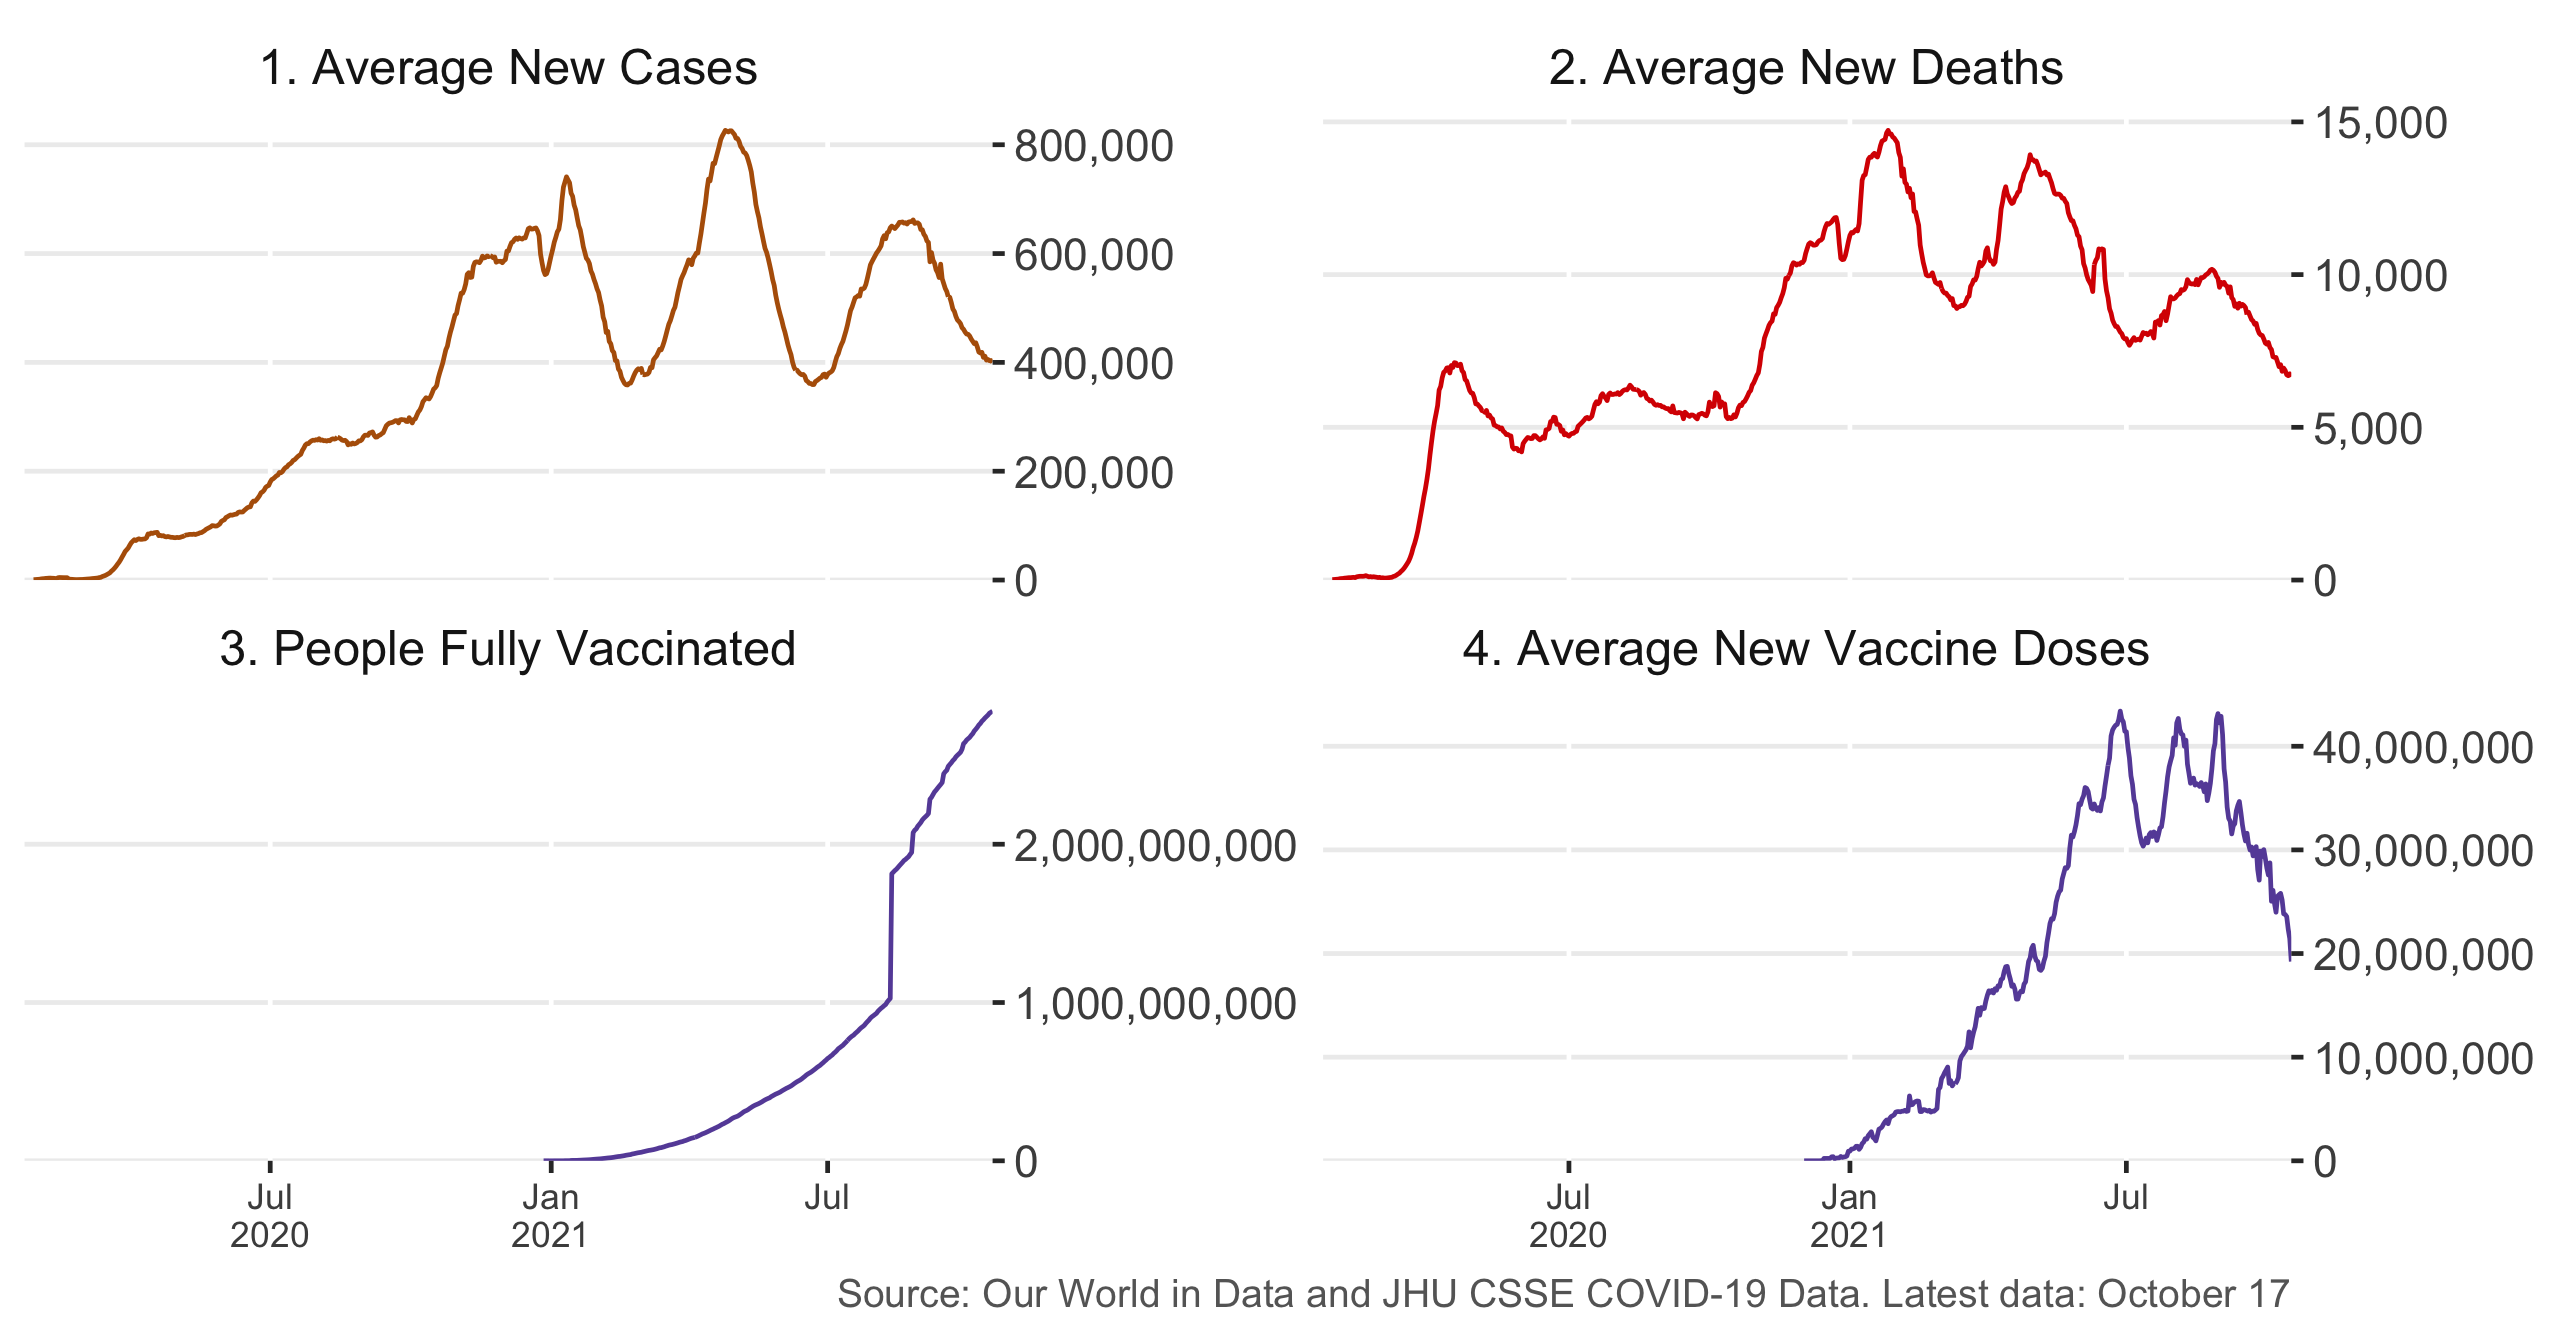 1. Average New Cases
800,000
600,000
400,000
200,000
0
2. Average New Deaths
15,000
10,000
5,000
0
3. People Fully Vaccinated
2,000,000,000
1,000,000,000
0
Jul
2020
Jan
2021
Jul
4. Average New Vaccine Doses
40,000,000
30,000,000
20,000,000
10,000,000
0
Jul
2020
Jan
2021
Jul
Source: Our World in Data and JHU CSSE COVID-19 Data. Latest data: October 17